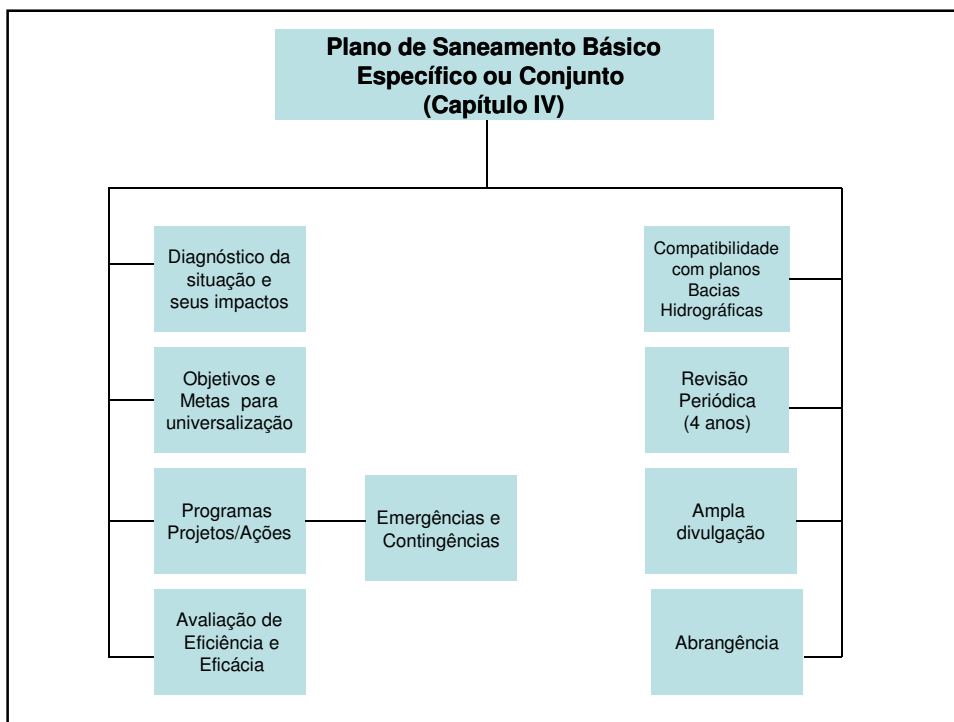 Plano de Saneamento Básico
Específico ou Conjunto
(Capítulo IV)
Diagnóstico da
situação e
seus impactos
Objetivos e
Metas para
universalização
Programas
Projetos/Ações
Emergências e
Contingências
Avaliação de
Eficiência e
Eficácia
Compatibilidade
com planos
Bacias
Hidrográficas
Revisão
Periódica
(4 anos)
Ampla
divulgação
Abrangência